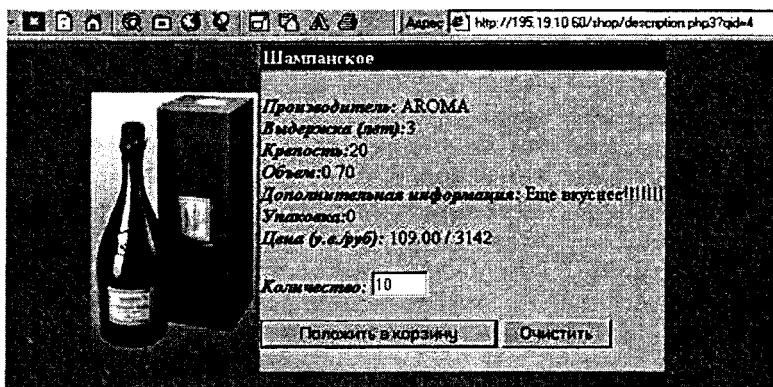 Адрес http://195.19.10.60/shop/description.php3?qid=4
Шампанское
Производитель: AROMA
Выдержка (лет):3
Крепость:20
Объем:0.70
Дополнительная информация: Еще вкуснее!!!!!!!
Упаковка:0
Цена (у.е./руб): 109.00 / 3142
Количество: 10
Положить в корзину Очистить